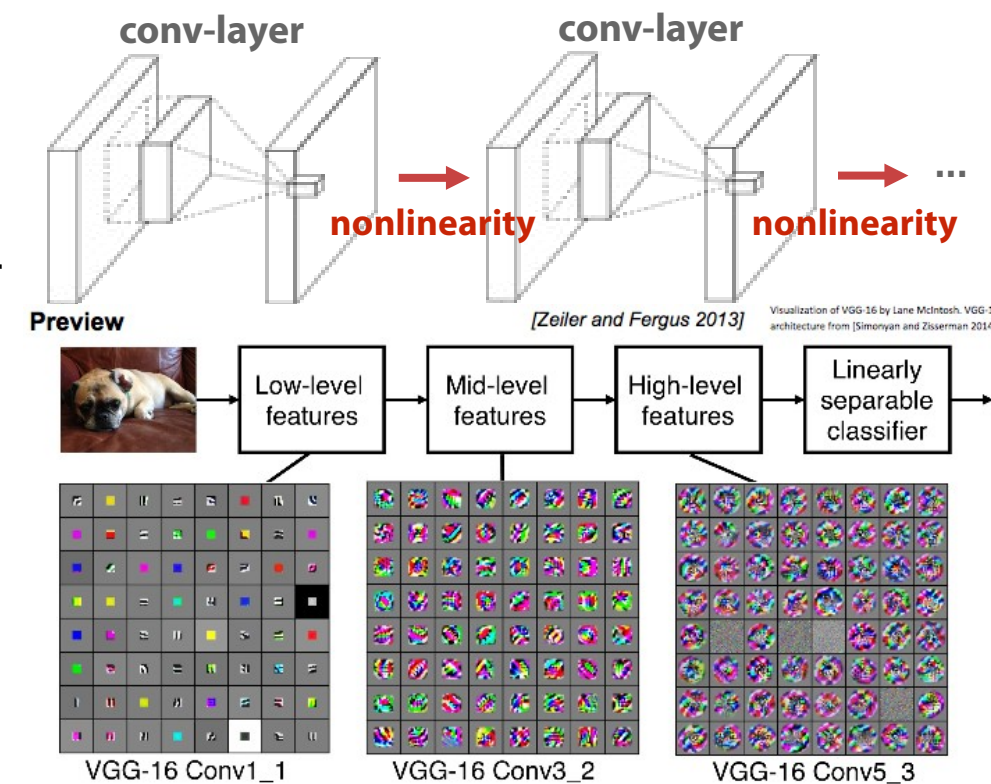 conv-layer
conv-layer
nonlinearity
nonlinearity
...
Preview
[Zeiler and Fergus 2013]
Visualization of VGG-16 by Lane McIntosh. VGG-1
architecture from [Simonyan and Zisserman 2014
Low-level
features
Mid-level
features
High-level
features
Linearly
separable
classifier
VGG-16 Conv1_1
VGG-16 Conv3_2
VGG-16 Conv5_3